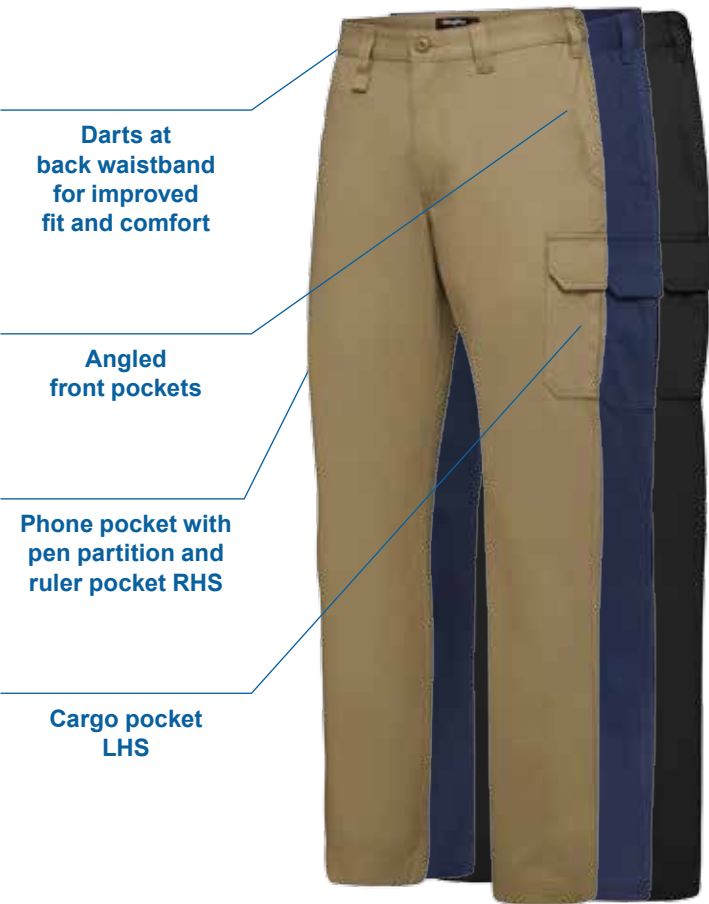 Darts at
back waistband
for improved
fit and comfort
Angled
front pockets
Phone pocket with
pen partition and
ruler pocket RHS
Cargo pocket
LHS